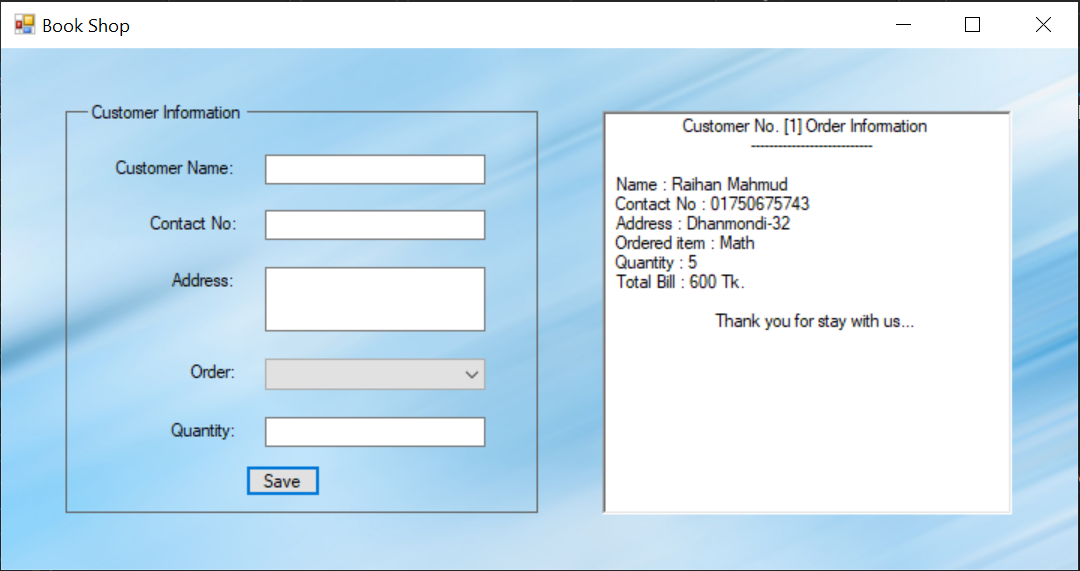 Book Shop
Customer Information
Customer Name:
Contact No:
Address:
Order:
Quantity:
Save
Customer No. [1] Order Information
---------------------------
Name : Raihan Mahmud
Contact No : 01750675743
Address : Dhanmondi-32
Ordered item : Math
Quantity : 5
Total Bill : 600 Tk.
Thank you for stay with us...